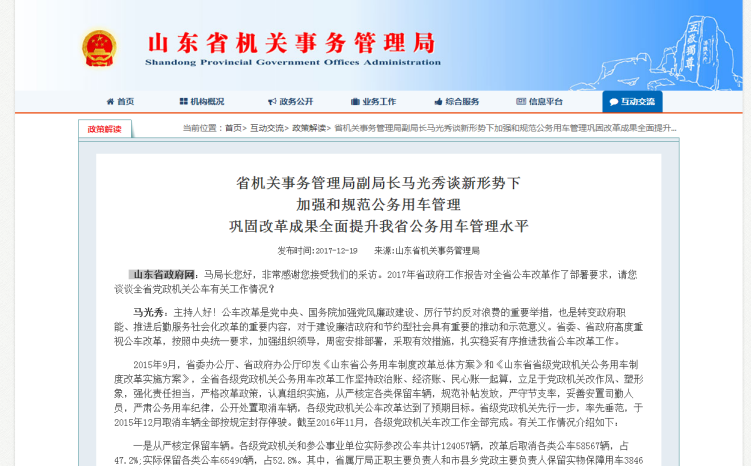 山东省机关事务管理局
Shandong Provincial Government Offices Administration
五岳独尊
首页 机构概况 政务公开 业务工作 综合服务 信息平台 互动交流
政策解读 当前位置：首页> 互动交流> 政策解读> 省机关事务管理局副局长马光秀谈新形势下加强和规范公务用车管理巩固改革成果全面提升…
省机关事务管理局副局长马光秀谈新形势下
加强和规范公务用车管理
巩固改革成果全面提升我省公务用车管理水平
发布时间:2017-12-19 来源:山东省机关事务管理局
山东省政府网：马局长您好，非常感谢您接受我们的采访。2017年省政府工作报告对全省公车改革作了部署要求，请您
谈谈全省党政机关公车有关工作情况？
马光秀：主持人好！公车改革是党中央、国务院加强党风廉政建设、厉行节约反对浪费的重要举措，也是转变政府职
能、推进后勤服务社会化改革的重要内容，对于建设廉洁政府和节约型社会具有重要的推动和示范意义。省委、省政府高度重
视公车改革，按照中央统一要求，加强组织领导，周密安排部署，采取有效措施，扎实稳妥有序推进我省公车改革工作。
2015年9月，省委办公厅、省政府办公厅印发《山东省公务用车制度改革总体方案》和《山东省省级党政机关公务用车制
度改革实施方案》，全省各级党政机关公务用车改革工作坚持政治账、经济账、民心账一起算，立足于党政机关改作风、塑形
象，强化责任担当，严格改革政策，认真组织实施，从严核定各类保留车辆，规范补帖发放，严守节支率，妥善安置司勤人
员，严肃公务用车纪律，公开处置取消车辆，各级党政机关公车改革达到了预期目标。省级党政机关先行一步，率先垂范，于
2015年12月取消车辆全部按规定封存停驶。截至2016年11月，各级党政机关车改工作全部完成。有关工作情况介绍如下：
一是从严核定保留车辆。各级党政机关和参公事业单位实际参改公车共计124057辆，改革后取消各类公车58567辆，占
47.2%;实际保留各类公车65490辆，占52.8%。其中，省属厅局正职主要负责人和市县乡党政主要负责人保留实物保障用车3846